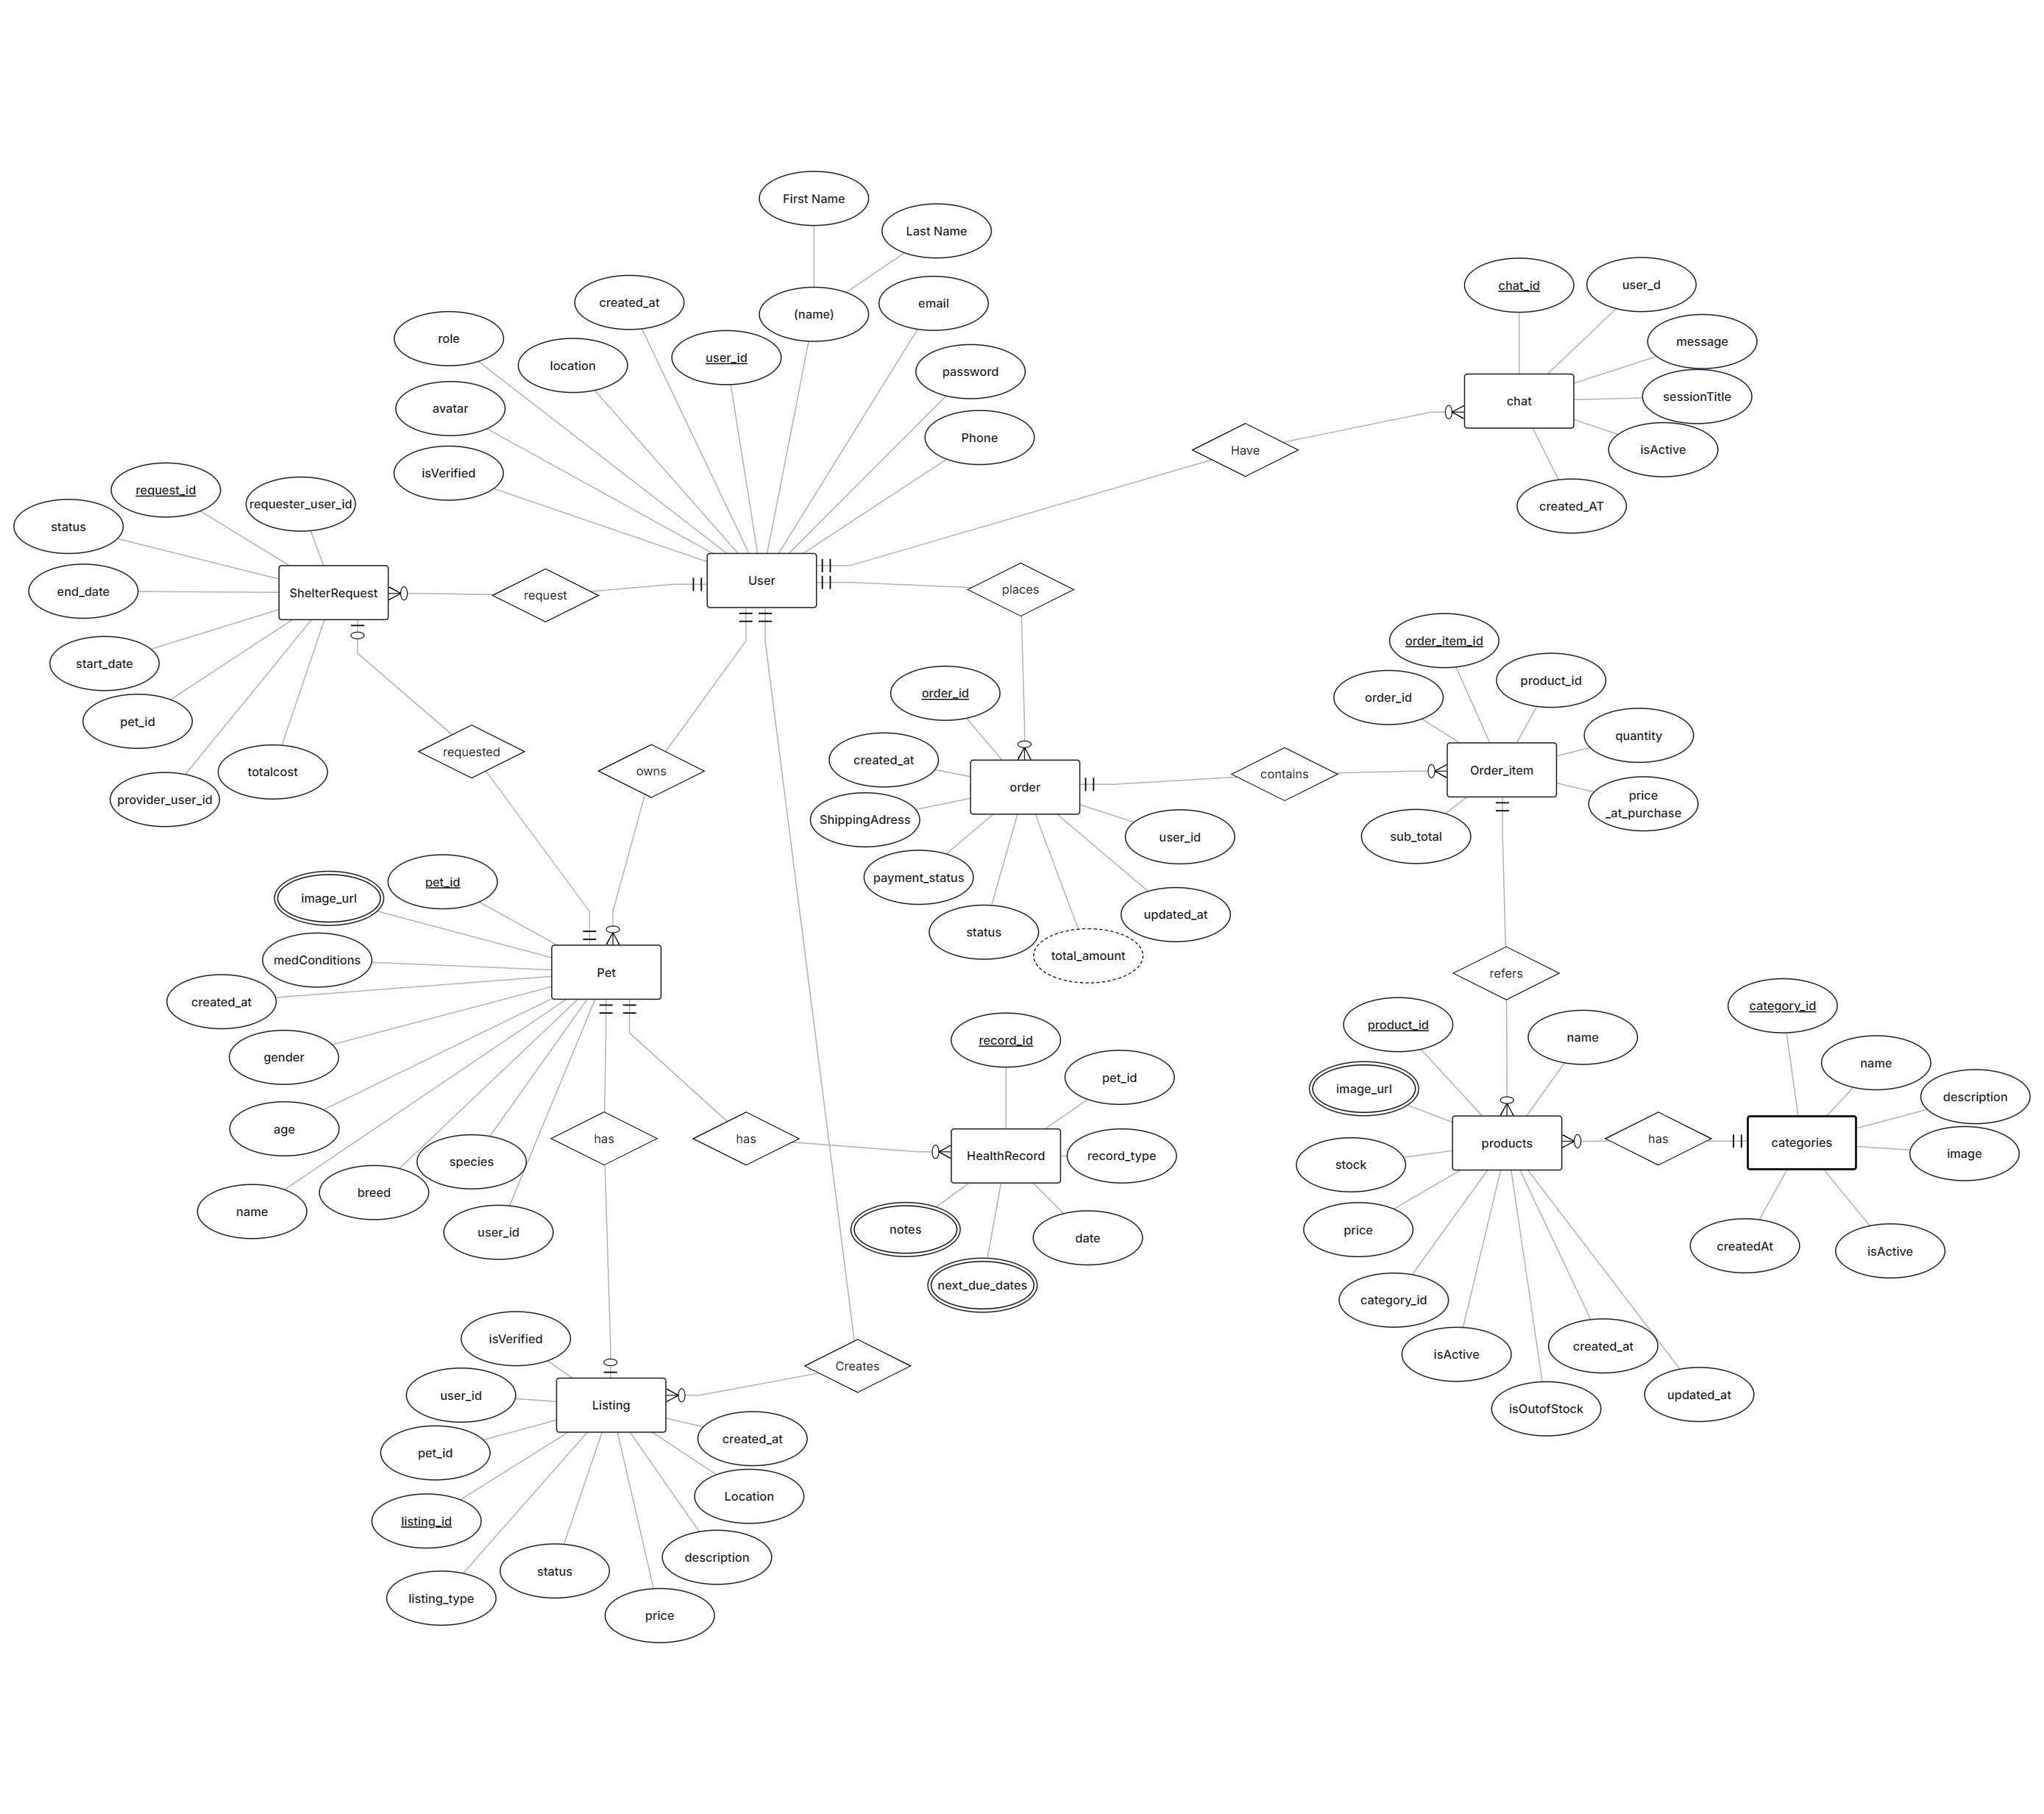 First Name
Last Name
created_at
(name)
email
role
location
user_id
password
avatar
Phone
isVerified
User
chat_id
user_d
message
sessionTitle
chat
isActive
created_AT
Have
request_id
requester_user_id
status
end_date
ShelterRequest
start_date
pet_id
provider_user_id
totalcost
request
places
requested
owns
order_id
created_at
order
ShippingAdress
user_id
payment_status
status
updated_at
total_amount
contains
order_item_id
order_id
product_id
quantity
Order_item
price
_at_purchase
sub_total
refers
image_url
pet_id
medConditions
Pet
created_at
gender
age
name
breed
species
user_id
has
has
record_id
pet_id
HealthRecord
record_type
notes
date
next_due_dates
product_id
name
image_url
products
stock
price
category_id
isActive
created_at
isOutofStock
updated_at
has
category_id
name
description
categories
image
createdAt
isActive
Creates
isVerified
user_id
Listing
pet_id
created_at
Location
listing_id
description
status
listing_type
price